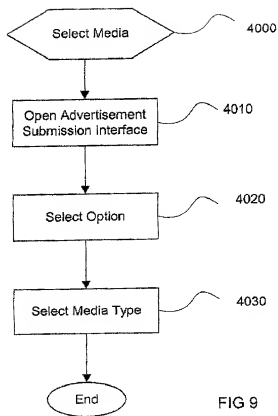 Select Media
4000
Open Advertisement
Submission Interface
4010
Select Option
4020
Select Media Type
4030
End
FIG 9